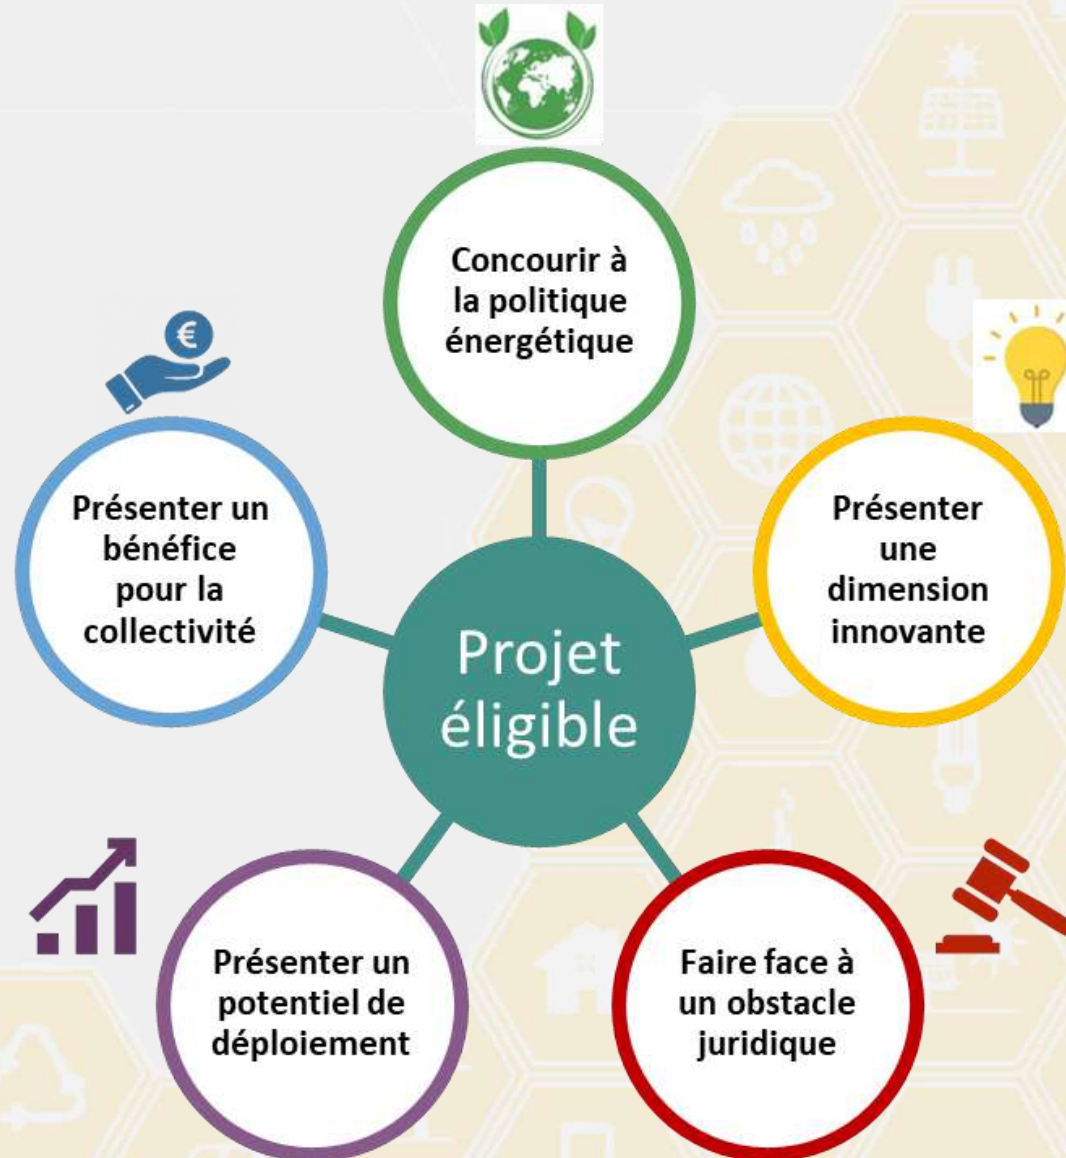 Concourir à
la politique
énergétique
Présenter un
bénéfice
pour la
collectivité
Présenter
une
dimension
innovante
Projet
éligible
Présenter un
potentiel de
déploiement
Faire face à
un obstacle
juridique
€